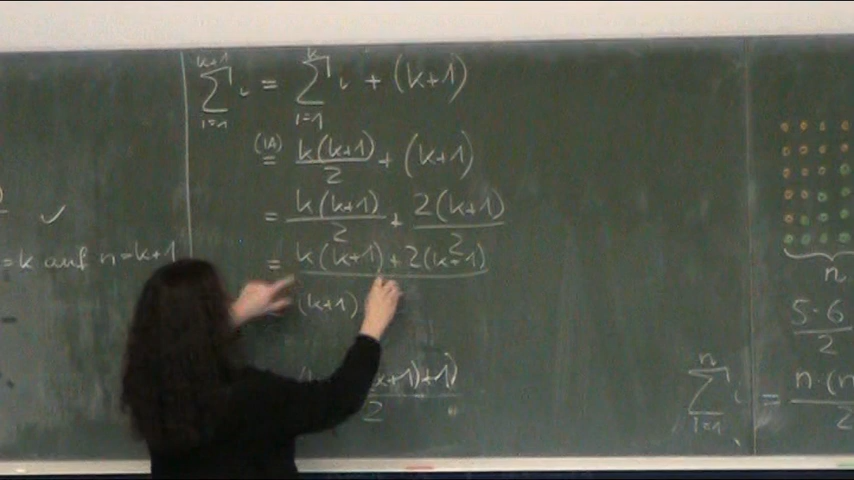 =k auf n=k+1
k+1
∑ i = ∑ i + (k+1)
i=1 i=1
(IA)
= k(k+1)/2 + (k+1)
= k(k+1)/2 + 2(k+1)/2
= k(k+1)+2(k+1)
(k+1)
k+1)+1)
2
n
5·6
2
n
∑ i = n·(n
i=1 2